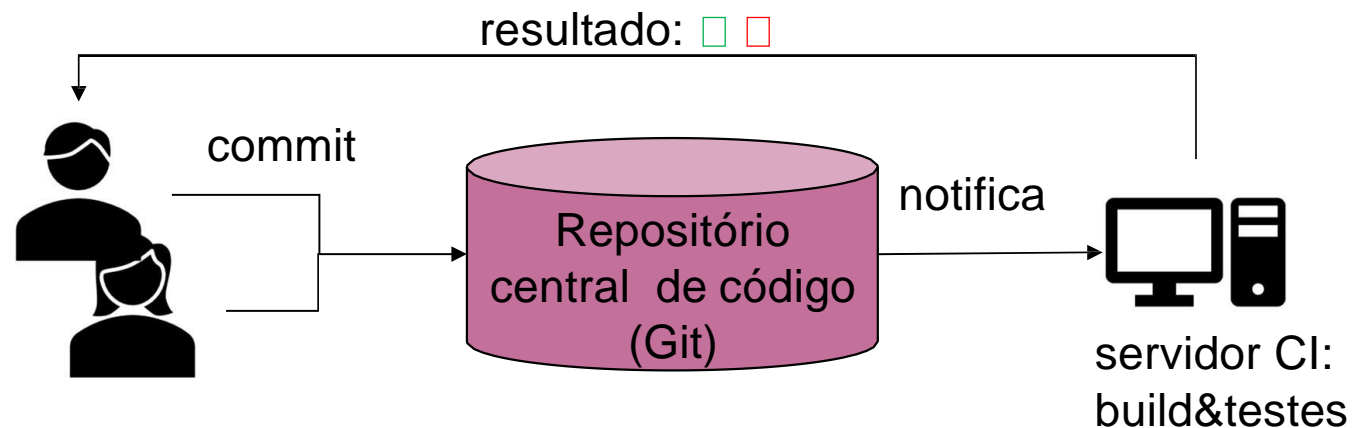 resultado: □ □
commit
notifica
Repositório
central de código
(Git)
servidor CI:
build&testes